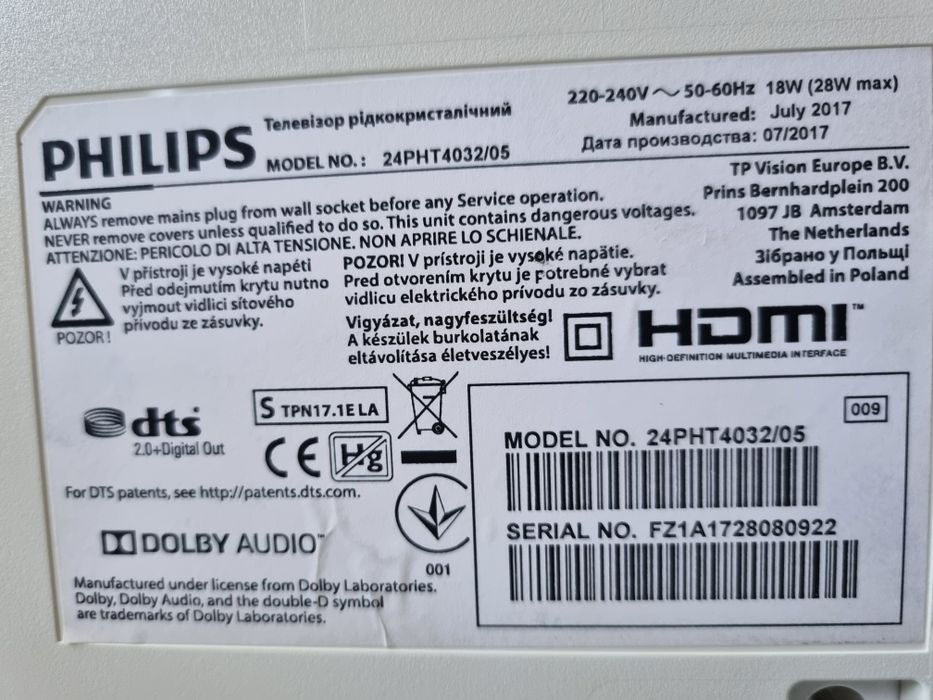 PHILIPS
Телевізор рідкокристалічний
MODEL NO.: 24PHT4032/05
220-240V ~ 50-60Hz 18W (28W max)
Manufactured: July 2017
Дата производства: 07/2017
TP Vision Europe B.V.
Prins Bernhardplein 200
1097 JB Amsterdam
The Netherlands
Зібрано у Польщі
Assembled in Poland
WARNING
ALWAYS remove mains plug from wall socket before any Service operation.
NEVER remove covers unless qualified to do so. This unit contains dangerous voltages.
ATTENZIONE: PERICOLO DI ALTA TENSIONE. NON APRIRE LO SCHIENALE.
POZOR!
V přístroji je vysoké napětí
Před odejmutím krytu nutno
vyjmout vidlici síťového
přívodu ze zásuvky.
POZOR! V prístroji je vysoké napätie.
Pred otvorením krytu je potrebné vybrat
vidlicu elektrického prívodu zo zásuvky.
Vigyázat, nagyfeszültség!
A készülek burkolatának
eltávolítása életveszélyes!
HDMI™
HIGH-DEFINITION MULTIMEDIA INTERFACE
dts
2.0+Digital Out
S TPN17.1E LA
CE
Hg
For DTS patents, see http://patents.dts.com.
DOLBY AUDIO™
001
Manufactured under license from Dolby Laboratories.
Dolby, Dolby Audio, and the double-D symbol
are trademarks of Dolby Laboratories.
009
MODEL NO. 24PHT4032/05
SERIAL NO. FZ1A1728080922